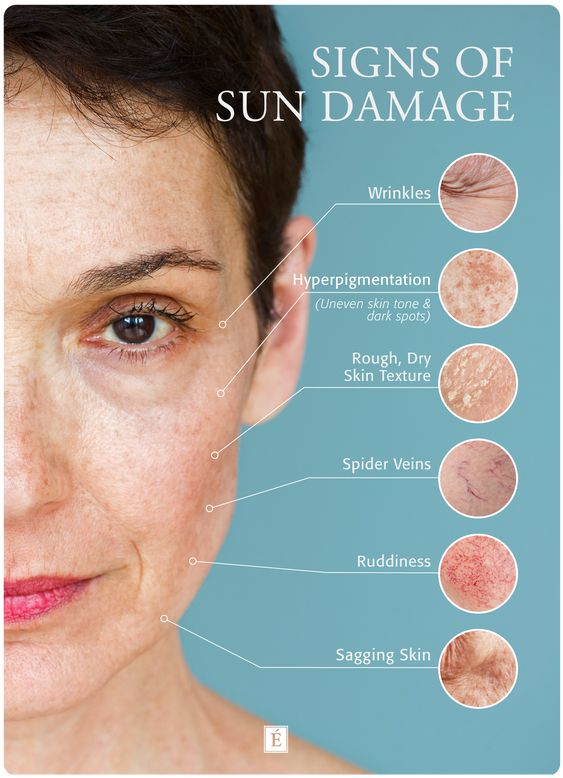 SIGNS OF
SUN DAMAGE
Wrinkles
Hyperpigmentation
(Uneven skin tone &
dark spots)
Rough, Dry
Skin Texture
Spider Veins
Ruddiness
Sagging Skin
É